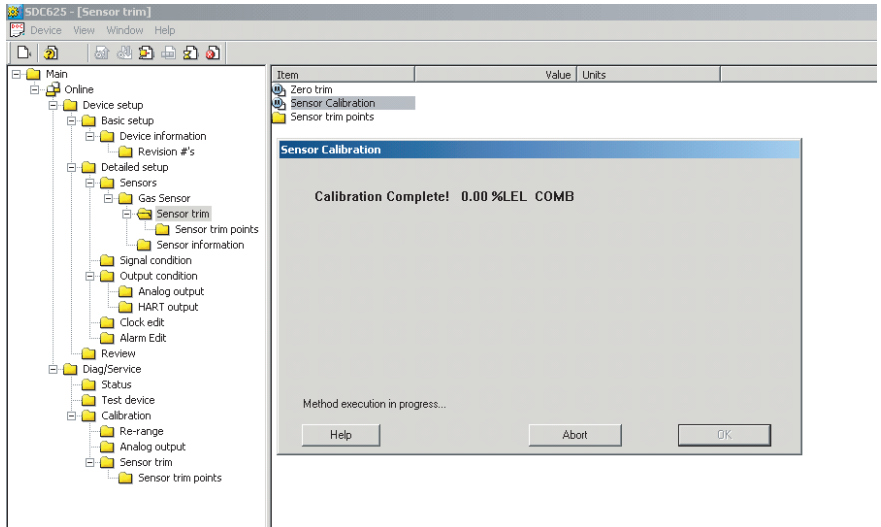 SDC625 - [Sensor trim]
Device View Window Help
Main
Online
Device setup
Basic setup
Device information
Revision #'s
Detailed setup
Sensors
Gas Sensor
Sensor trim
Sensor trim points
Sensor information
Signal condition
Output condition
Analog output
HART output
Clock edit
Alarm Edit
Review
Diag/Service
Status
Test device
Calibration
Re-range
Analog output
Sensor trim
Sensor trim points
Item Value Units
Zero trim
Sensor Calibration
Sensor trim points
Sensor Calibration
Calibration Complete! 0.00 %LEL COMB
Method execution in progress...
Help Abort OK